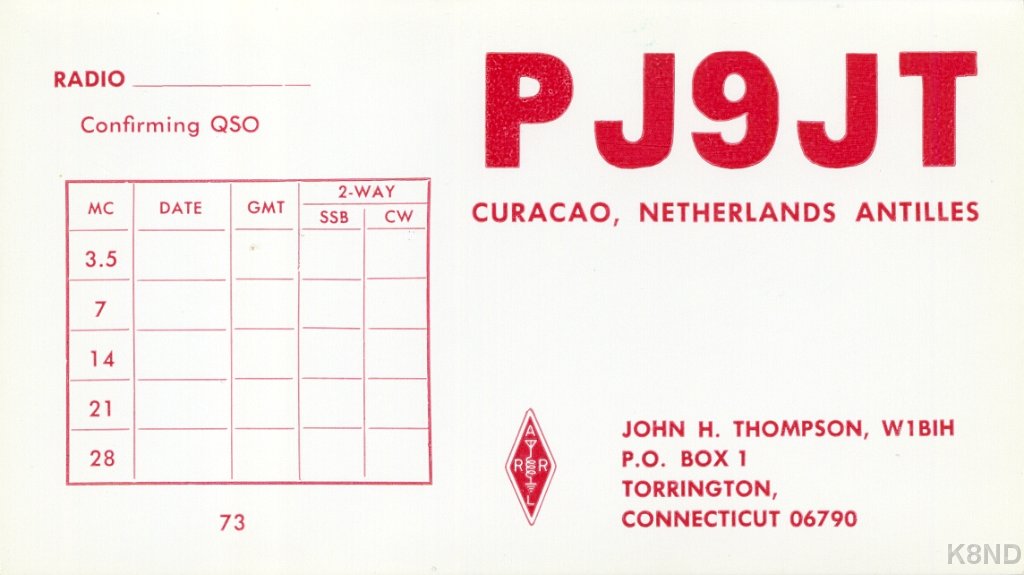 RADIO
Confirming QSO
MC DATE GMT 2-WAY
SSB CW
3.5
7
14
21
28
73
PJ9JT
CURACAO, NETHERLANDS ANTILLES
A
R R
L
JOHN H. THOMPSON, W1BIH
P.O. BOX 1
TORRINGTON,
CONNECTICUT 06790
K8ND